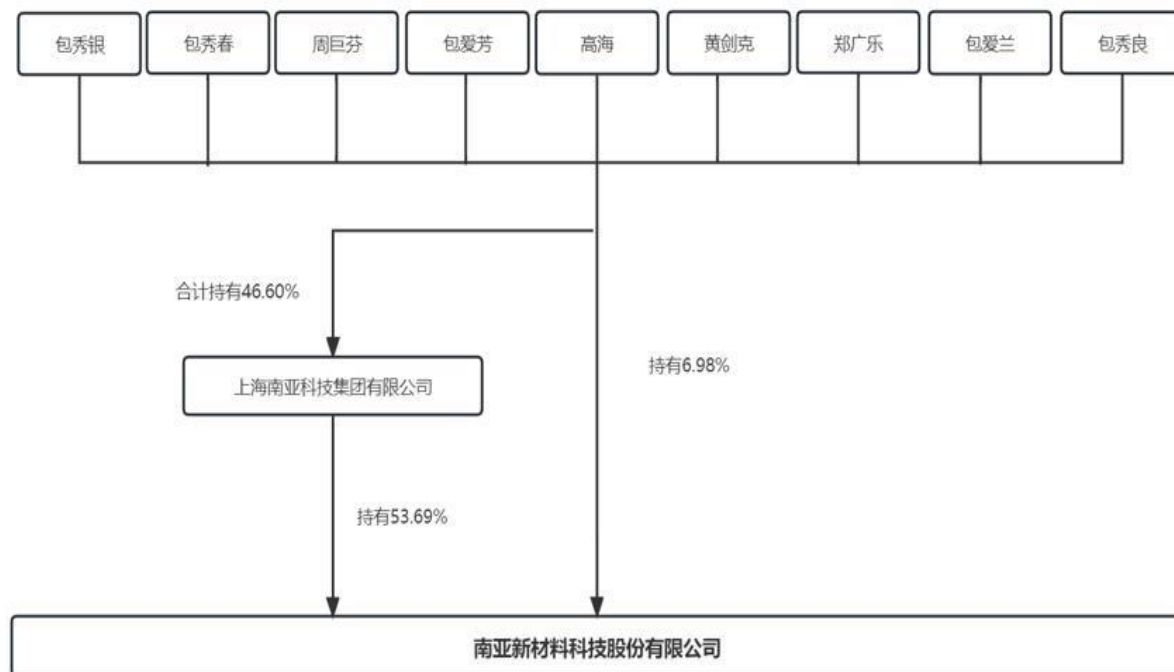 包秀银
包秀春
周巨芬
包爱芳
高海
黄剑克
郑广乐
包爱兰
包秀良
合计持有46.60%
持有6.98%
上海南亚科技集团有限公司
持有53.69%
南亚新材料科技股份有限公司